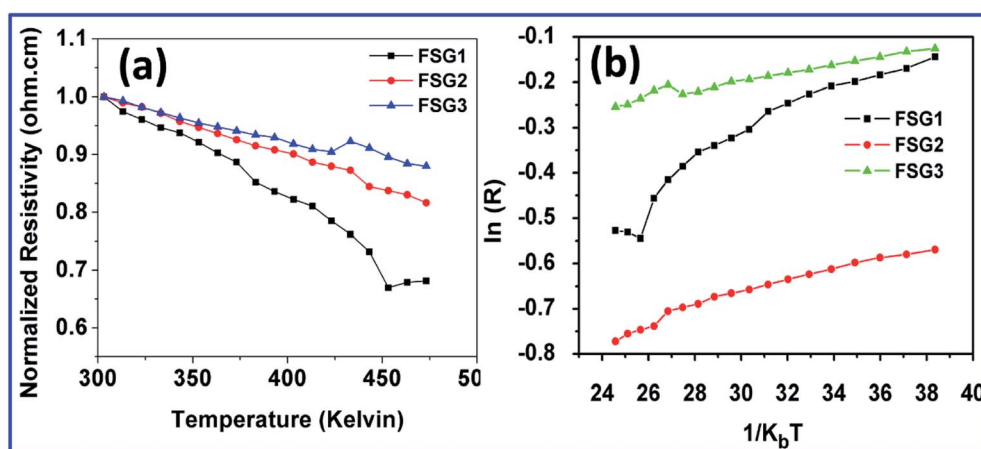 (a)
FSG1
FSG2
FSG3
Normalized Resistivity (ohm.cm)
1.1
1.0
0.9
0.8
0.7
0.6
300 350 400 450 50
Temperature (Kelvin)
(b)
FSG1
FSG2
FSG3
ln (R)
-0.1
-0.2
-0.3
-0.4
-0.5
-0.6
-0.7
-0.8
24 26 28 30 32 34 36 38 40
1/KbT